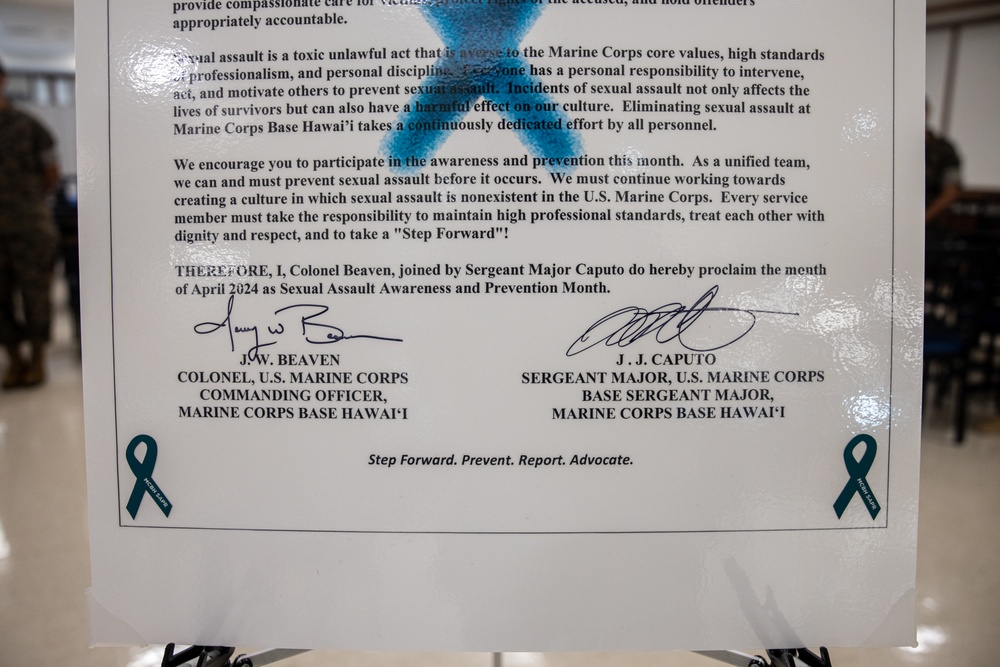 provide compassionate care for victims, protect rights of the accused, and hold offenders
appropriately accountable.
Sexual assault is a toxic unlawful act that is averse to the Marine Corps core values, high standards
of professionalism, and personal discipline. Everyone has a personal responsibility to intervene,
act, and motivate others to prevent sexual assault. Incidents of sexual assault not only affects the
lives of survivors but can also have a harmful effect on our culture. Eliminating sexual assault at
Marine Corps Base Hawai'i takes a continuously dedicated effort by all personnel.
We encourage you to participate in the awareness and prevention this month. As a unified team,
we can and must prevent sexual assault before it occurs. We must continue working towards
creating a culture in which sexual assault is nonexistent in the U.S. Marine Corps. Every service
member must take the responsibility to maintain high professional standards, treat each other with
dignity and respect, and to take a "Step Forward"!
THEREFORE, I, Colonel Beaven, joined by Sergeant Major Caputo do hereby proclaim the month
of April 2024 as Sexual Assault Awareness and Prevention Month.
J. W. BEAVEN
COLONEL, U.S. MARINE CORPS
COMMANDING OFFICER,
MARINE CORPS BASE HAWAI‘I
J. J. CAPUTO
SERGEANT MAJOR, U.S. MARINE CORPS
BASE SERGEANT MAJOR,
MARINE CORPS BASE HAWAI‘I
Step Forward. Prevent. Report. Advocate.
MCBH SAPR
MCBH SAPR